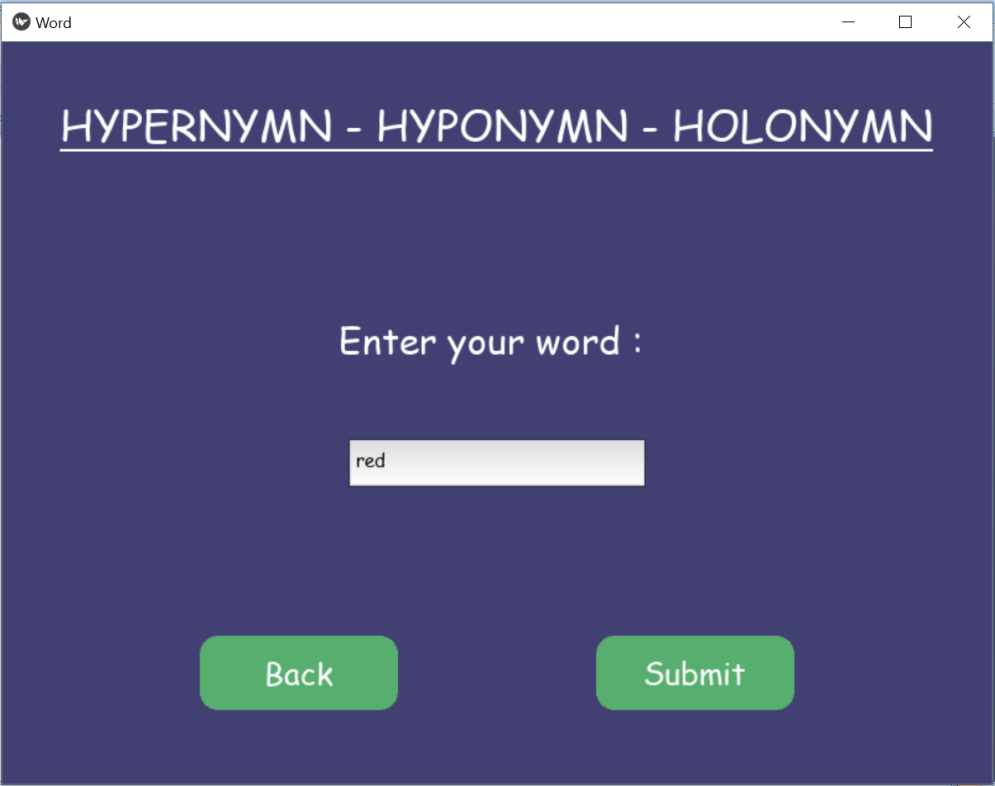 Word
HYPERNYMN - HYPONYMN - HOLONYMN
Enter your word :
red
Back
Submit